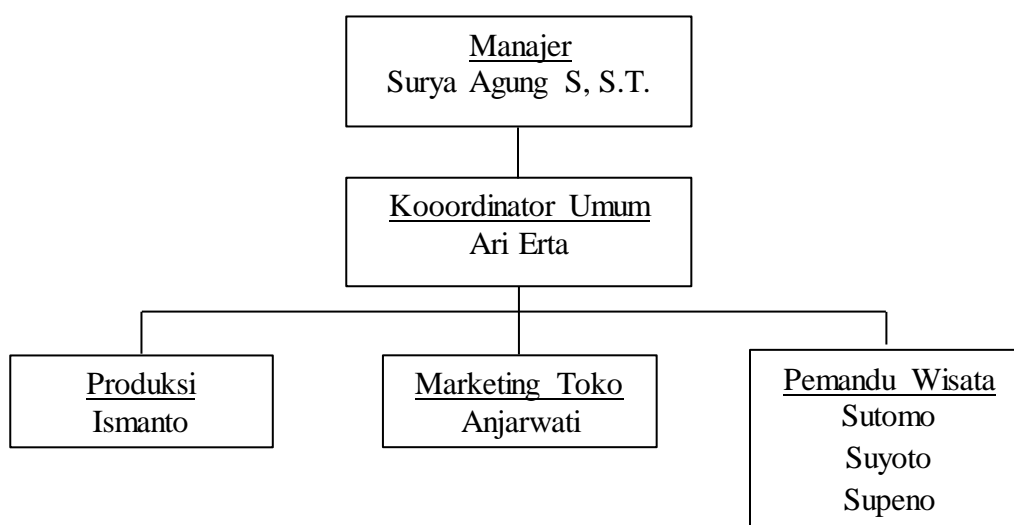 Manajer
Surya Agung S, S.T.
Kooordinator Umum
Ari Erta
Produksi
Ismanto
Marketing Toko
Anjarwati
Pemandu Wisata
Sutomo
Suyoto
Supeno